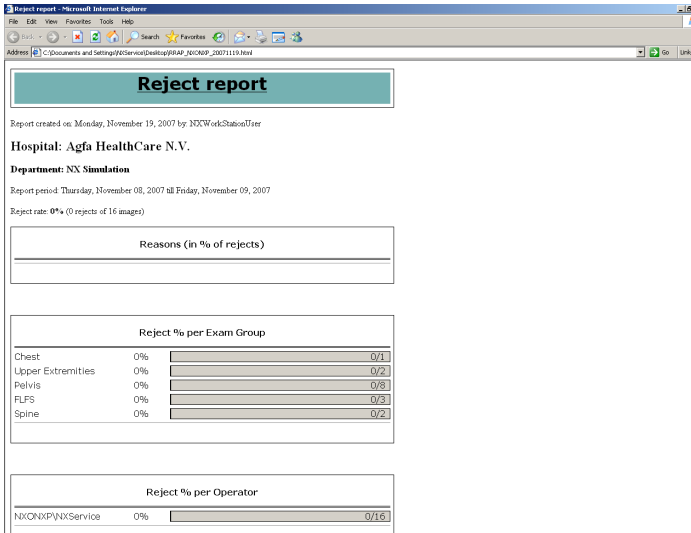 Reject report - Microsoft Internet Explorer
File Edit View Favorites Tools Help
Back Search Favorites
Address C:\Documents and Settings\NXService\Desktop\RRAP_NXONXP_20071119.html Go Link
Reject report
Report created on: Monday, November 19, 2007 by: NXWorkStationUser
Hospital: Agfa HealthCare N.V.
Department: NX Simulation
Report period: Thursday, November 08, 2007 till Friday, November 09, 2007
Reject rate: 0% (0 rejects of 16 images)
Reasons (in % of rejects)
Reject % per Exam Group
Chest 0% 0/1
Upper Extremities 0% 0/2
Pelvis 0% 0/8
FLFS 0% 0/3
Spine 0% 0/2
Reject % per Operator
NXONXP\NXService 0% 0/16